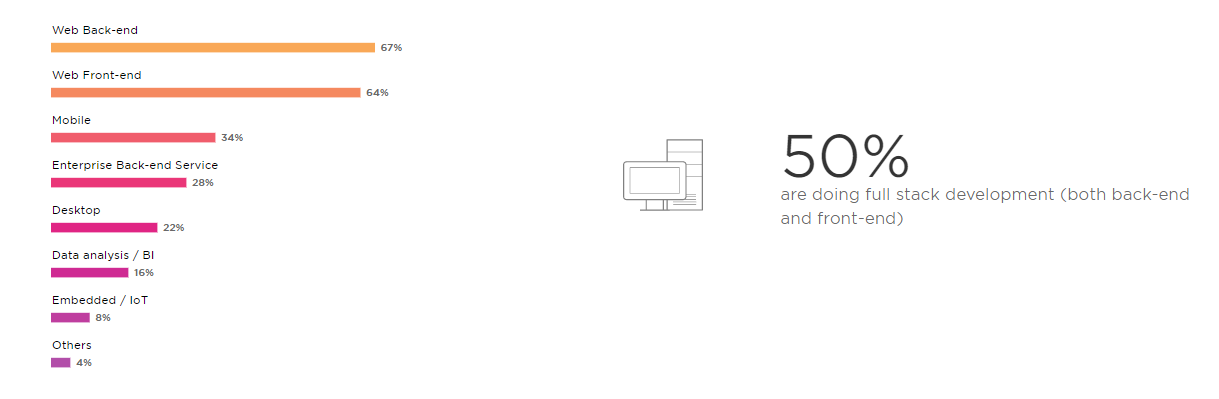 Web Back-end
67%
Web Front-end
64%
Mobile
34%
Enterprise Back-end Service
28%
Desktop
22%
Data analysis / BI
16%
Embedded / IoT
8%
Others
4%
50%
are doing full stack development (both back-end
and front-end)